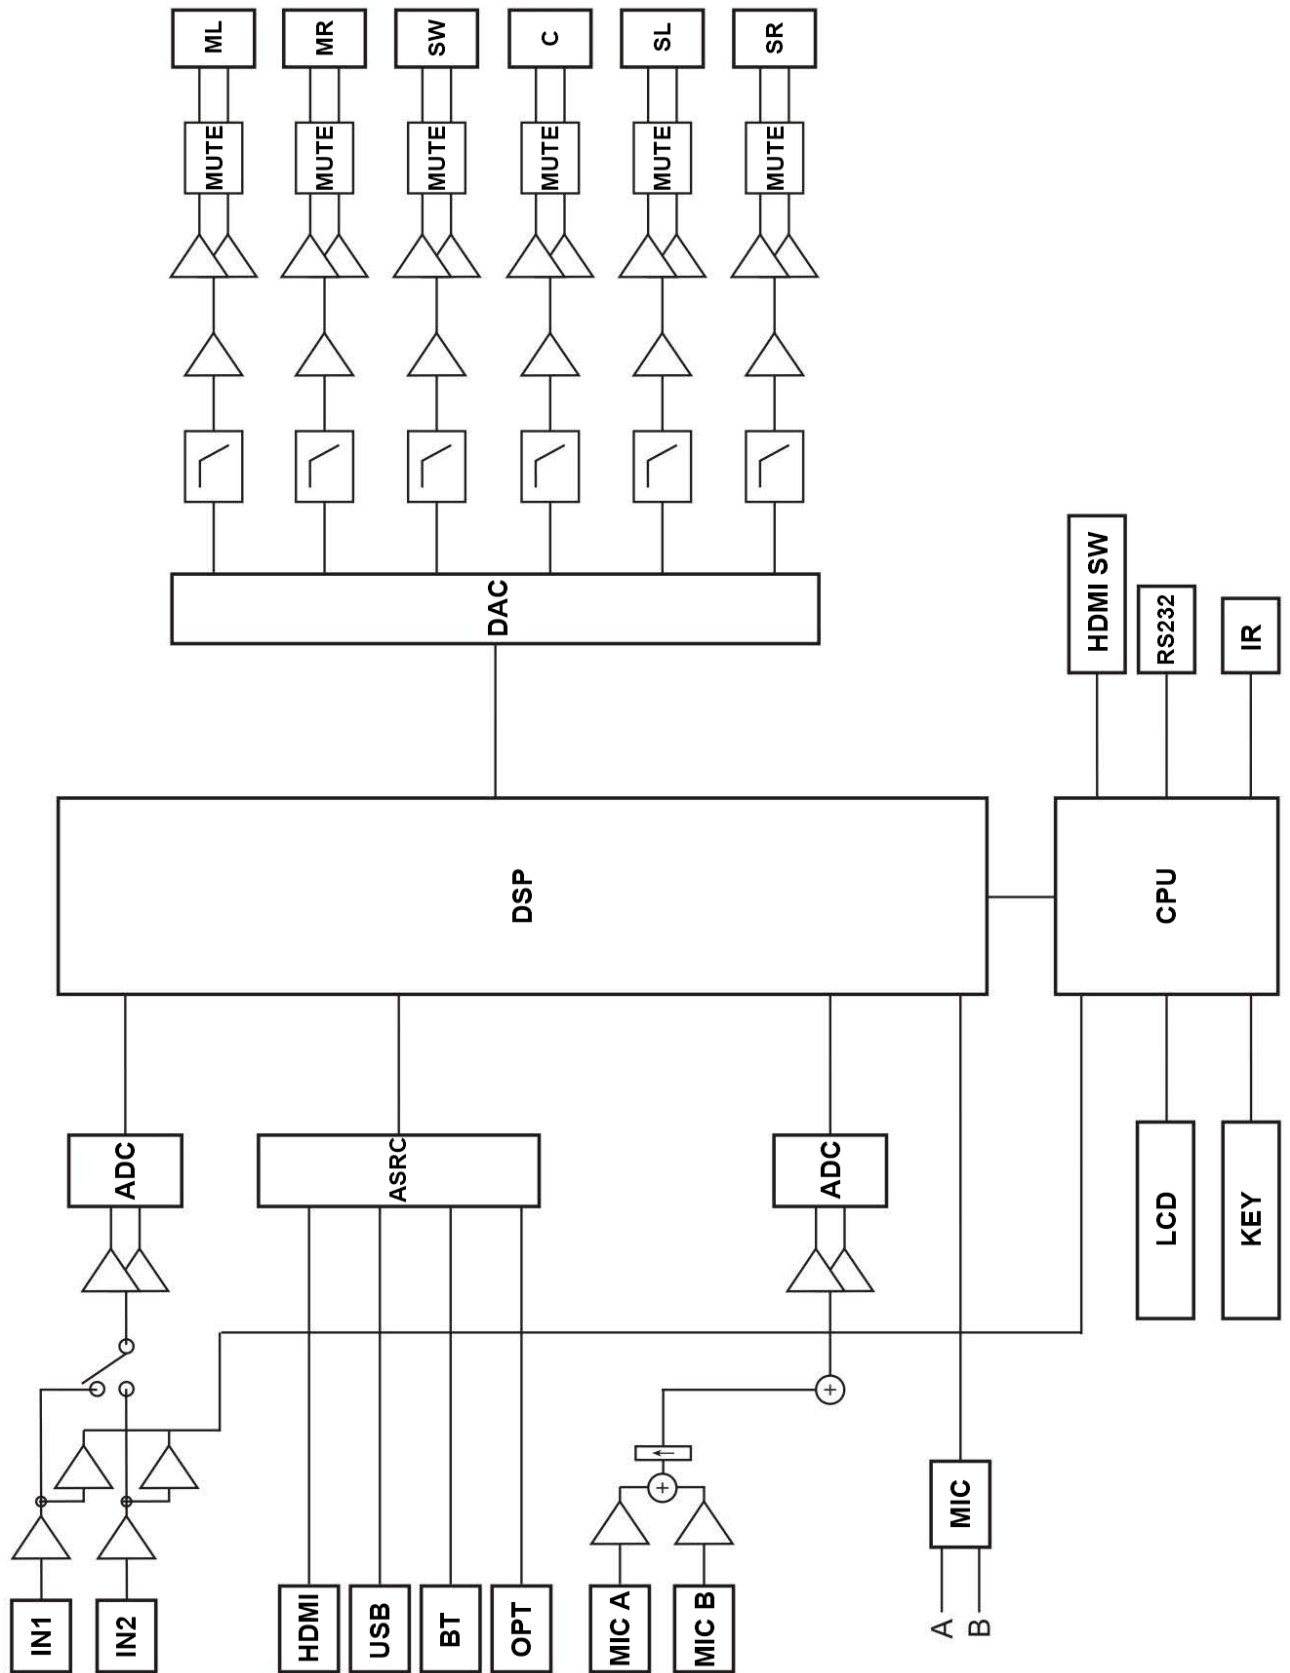 ML
MR
SW
C
SL
SR
MUTE
MUTE
MUTE
MUTE
MUTE
MUTE
DAC
HDMI SW
RS232
IR
DSP
CPU
ADC
ASRC
ADC
LCD
KEY
+
+
←
MIC
IN1
IN2
HDMI
USB
BT
OPT
MIC A
MIC B
A
B